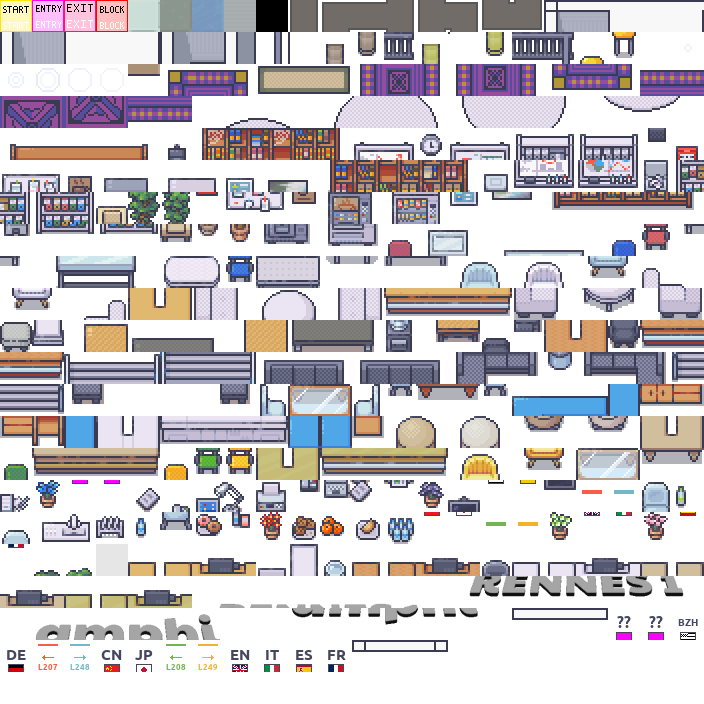 START ENTRY EXIT BLOCK
START ENTRY EXIT BLOCK
RENNES 1
amphi
?? ?? BZH
DE ← → CN JP ← → EN IT ES FR
L207 L248 L208 L249